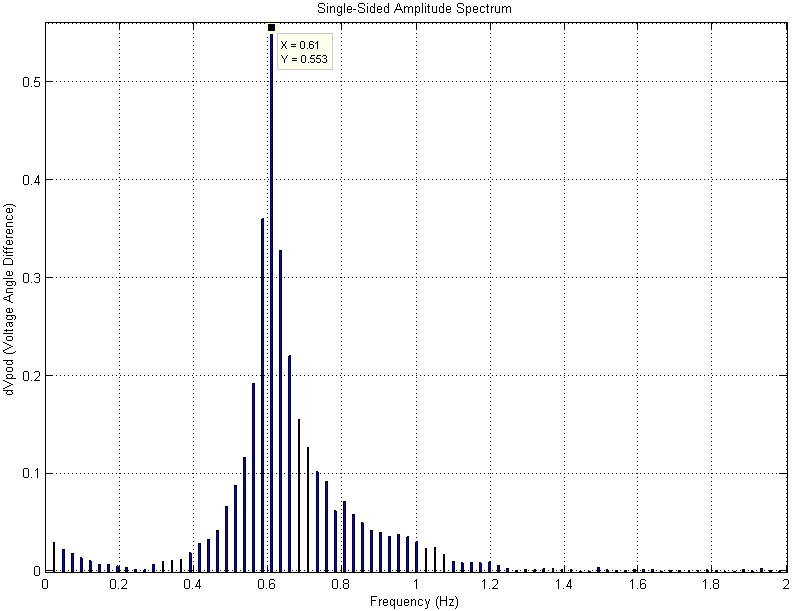 Single-Sided Amplitude Spectrum
X = 0.61
Y = 0.553
0.5
0.4
0.3
0.2
0.1
0
dVpod (Voltage Angle Difference)
0 0.2 0.4 0.6 0.8 1 1.2 1.4 1.6 1.8 2
Frequency (Hz)